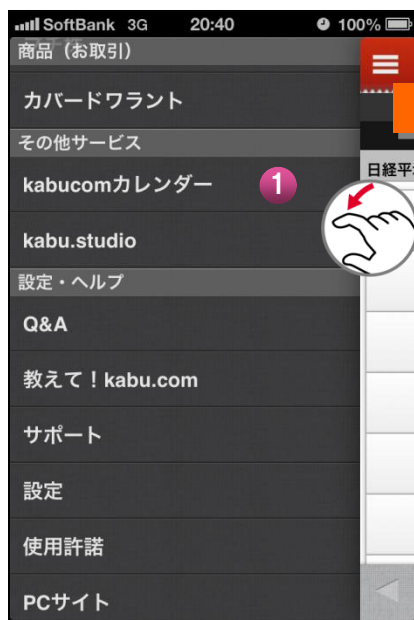 SoftBank 3G 20:40 100%
商品（お取引）
カバードワラント
その他サービス
kabucomカレンダー 1
日経平
kabu.studio
設定・ヘルプ
Q&A
教えて！kabu.com
サポート
設定
使用許諾
PCサイト